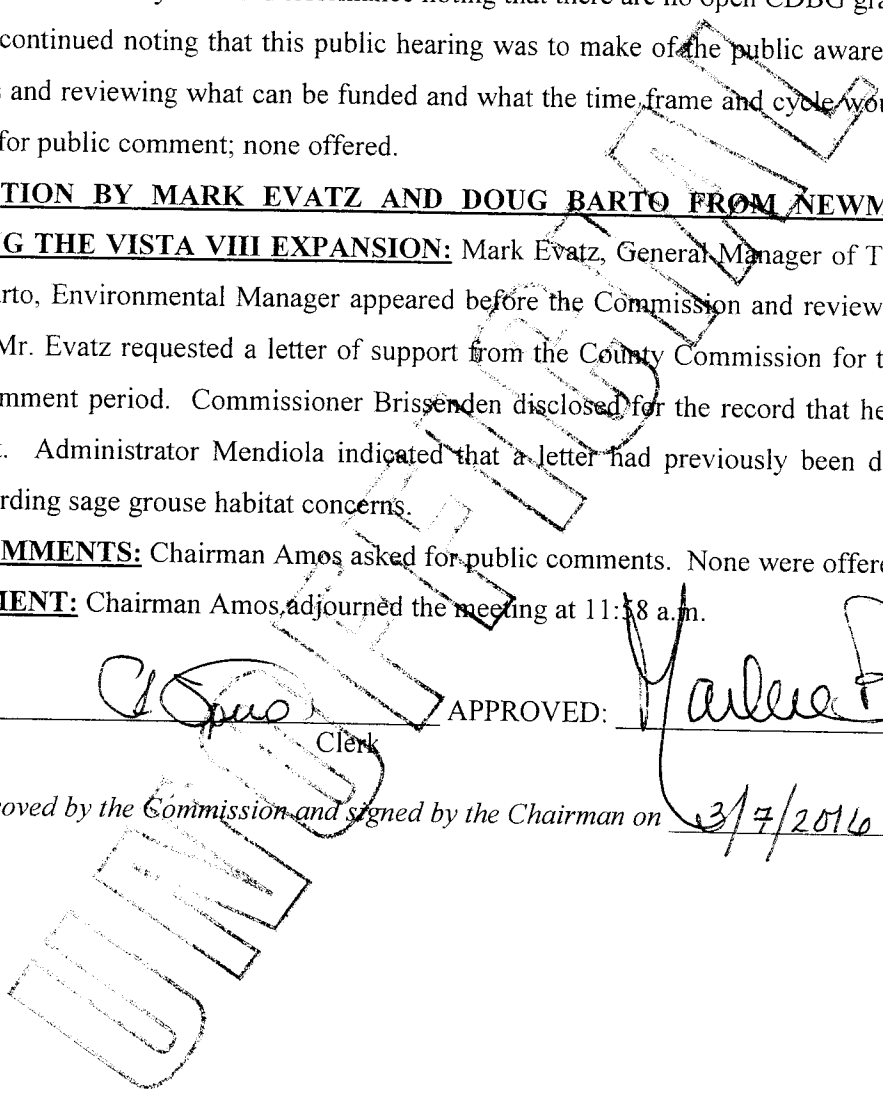 noting that there are no open CDBG gra
continued noting that this public hearing was to make of the public aware
s and reviewing what can be funded and what the time frame and cycle wou
for public comment; none offered.
TION BY MARK EVATZ AND DOUG BARTO FROM NEWM
G THE VISTA VIII EXPANSION: Mark Evatz, General Manager of T
arto, Environmental Manager appeared before the Commission and review
Mr. Evatz requested a letter of support from the County Commission for t
mment period. Commissioner Brissenden disclosed for the record that he
t. Administrator Mendiola indicated that a letter had previously been d
rding sage grouse habitat concerns.
MMENTS: Chairman Amos asked for public comments. None were offere
MENT: Chairman Amos adjourned the meeting at 11:58 a.m.
APPROVED:
Clerk
oved by the Commission and signed by the Chairman on 3/7/2016
UNOFFICIAL